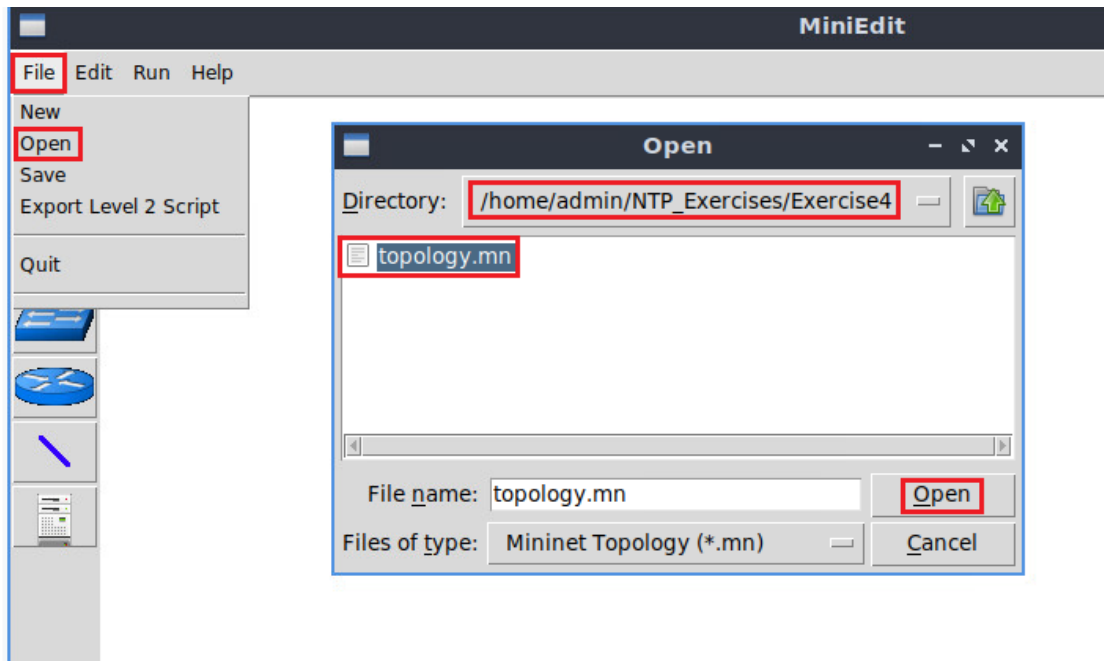 MiniEdit
File Edit Run Help
New
Open
Save
Export Level 2 Script
Quit
Open
Directory: /home/admin/NTP_Exercises/Exercise4
topology.mn
File name: topology.mn
Open
Files of type: Mininet Topology (*.mn)
Cancel